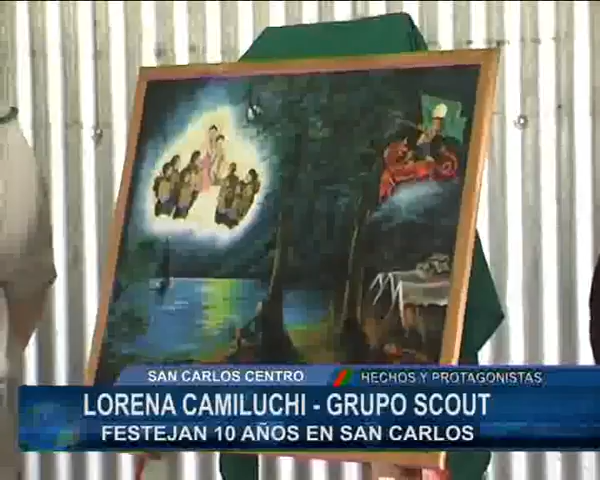 SAN CARLOS CENTRO
HECHOS Y PROTAGONISTAS
LORENA CAMILUCHI - GRUPO SCOUT
FESTEJAN 10 AÑOS EN SAN CARLOS